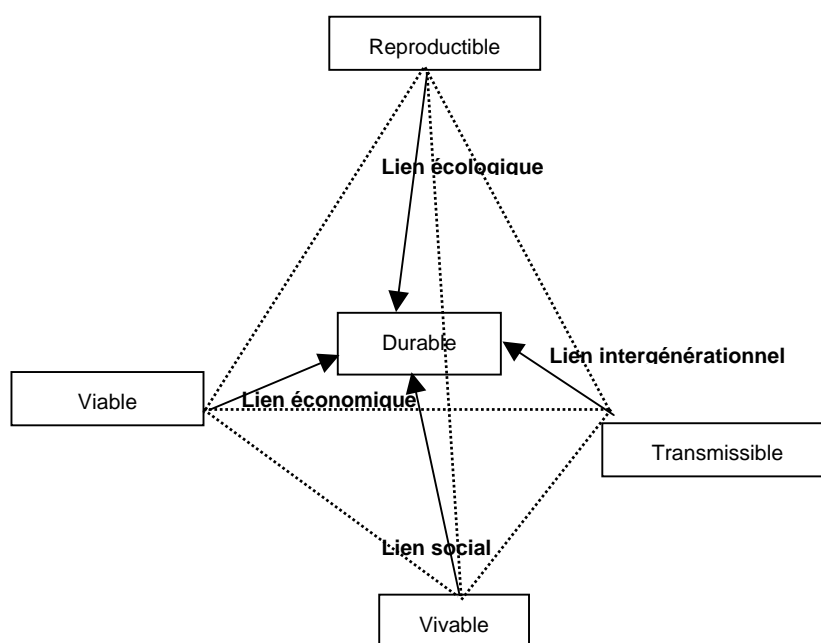 Reproductible
Lien écologique
Durable
Lien intergénérationnel
Viable
Lien économique
Transmissible
Lien social
Vivable